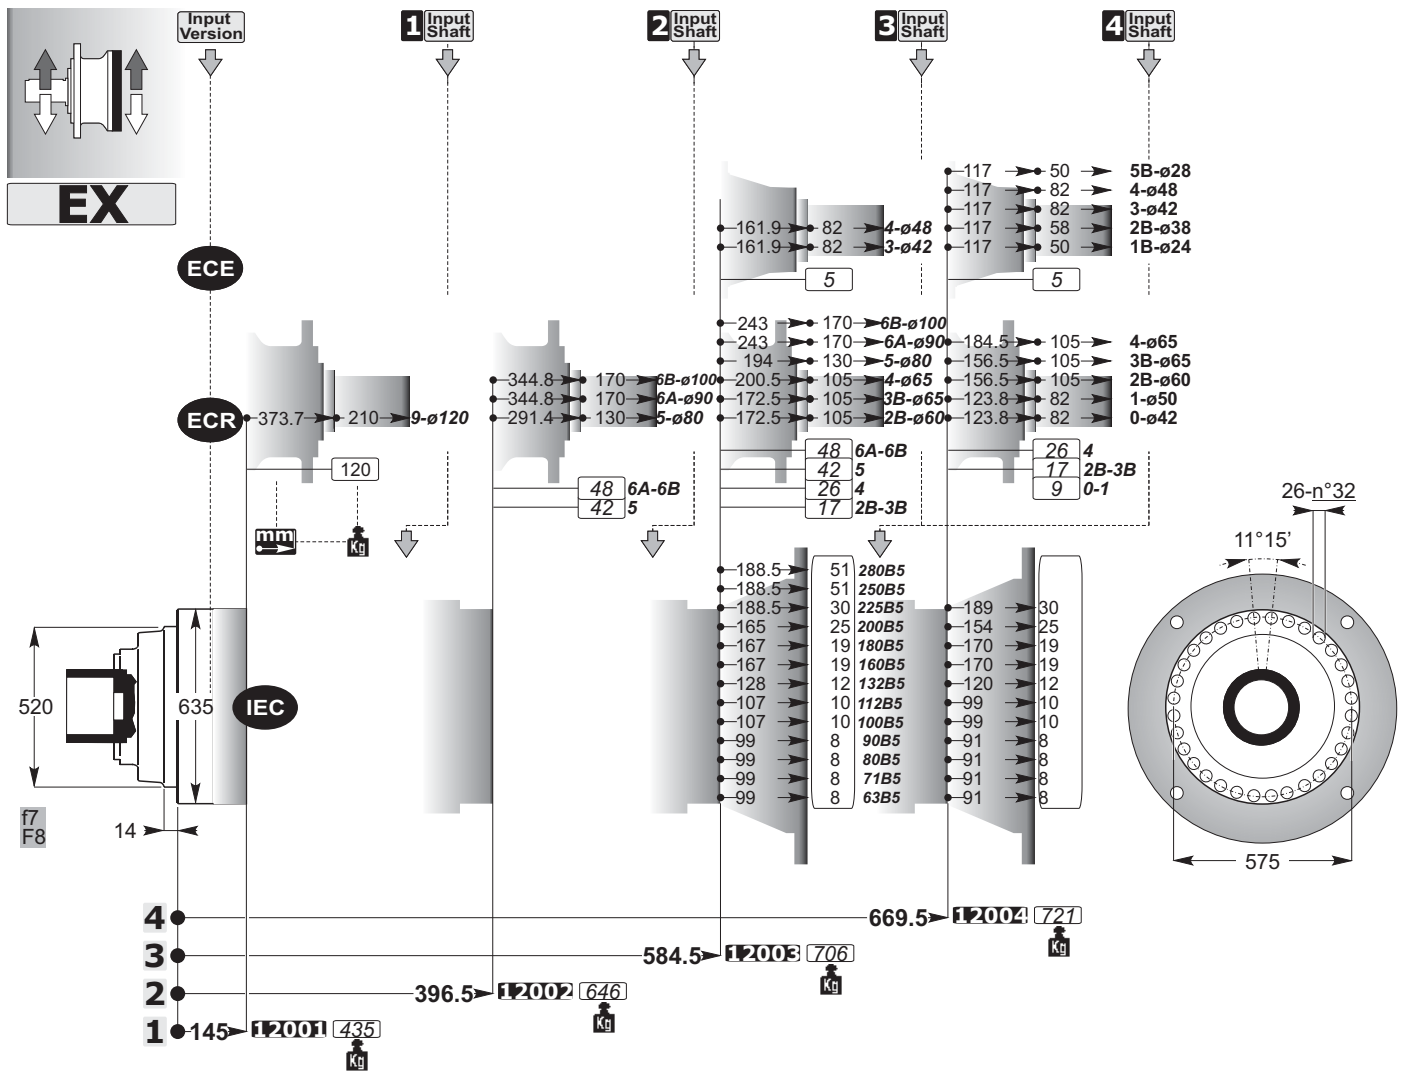 Input Version
1 Input Shaft
2 Input Shaft
3 Input Shaft
4 Input Shaft
EX
ECE
161.9 82 4-ø48
161.9 82 3-ø42
5
117 50 5B-ø28
117 82 4-ø48
117 82 3-ø42
117 58 2B-ø38
117 50 1B-ø24
5
ECR
373.7 210 9-ø120
120
mm
Kg
344.8 170 6B-ø100
344.8 170 6A-ø90
291.4 130 5-ø80
48 6A-6B
42 5
243 170 6B-ø100
243 170 6A-ø90
194 130 5-ø80
200.5 105 4-ø65
172.5 105 3B-ø65
172.5 105 2B-ø60
48 6A-6B
42 5
26 4
17 2B-3B
184.5 105 4-ø65
156.5 105 3B-ø65
156.5 105 2B-ø60
123.8 82 1-ø50
123.8 82 0-ø42
26 4
17 2B-3B
9 0-1
26-n°32
11°15’
575
520
635
IEC
f7
F8
14
188.5 51 280B5
188.5 51 250B5
188.5 30 225B5 189 30
165 25 200B5 154 25
167 19 180B5 170 19
167 19 160B5 170 19
128 12 132B5 120 12
107 10 112B5 99 10
107 10 100B5 99 10
99 8 90B5 91 8
99 8 80B5 91 8
99 8 71B5 91 8
99 8 63B5 91 8
4 669.5 12004 721
Kg
3 584.5 12003 706
Kg
2 396.5 12002 646
Kg
1 145 12001 435
Kg